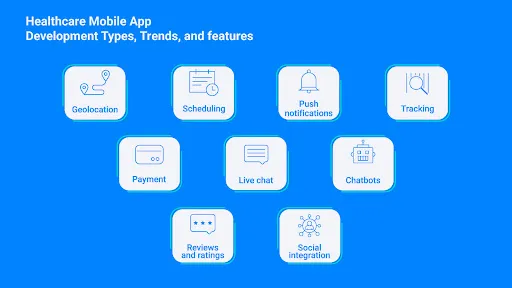 Healthcare Mobile App
Development Types, Trends, and features
Geolocation
Scheduling
Push
notifications
Tracking
Payment
Live chat
Chatbots
Reviews
and ratings
Social
integration